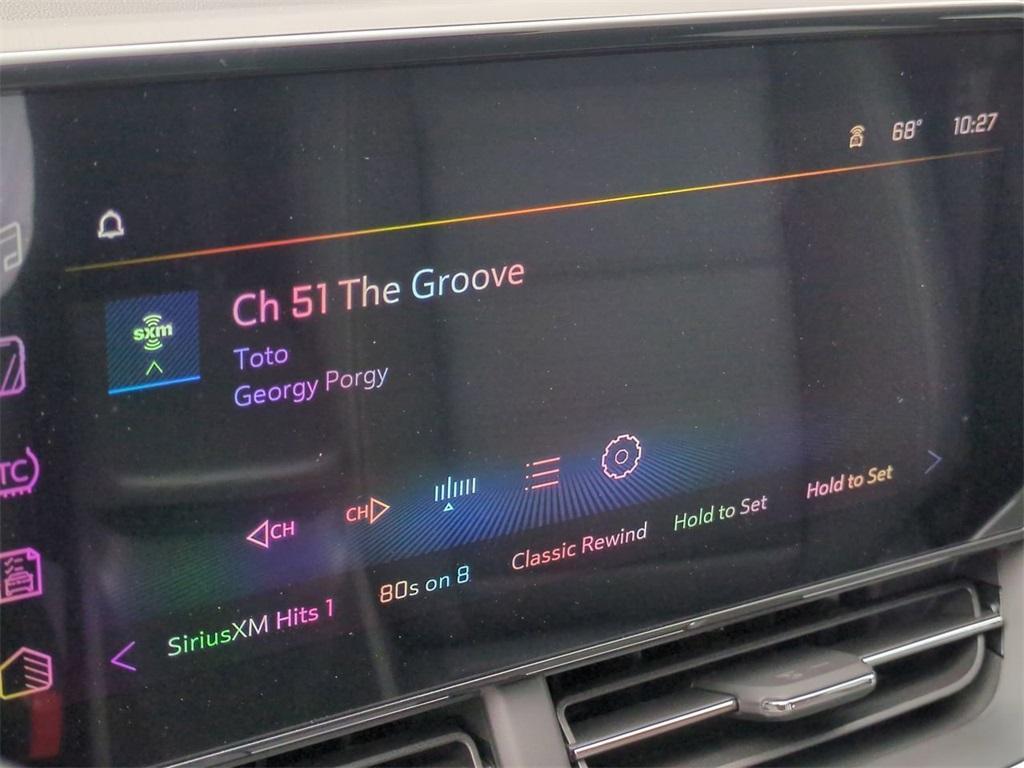 68° 10:27
sxm
Ch 51 The Groove
Toto
Georgy Porgy
TC
CH
CH
SiriusXM Hits 1
80s on 8
Classic Rewind
Hold to Set
Hold to Set